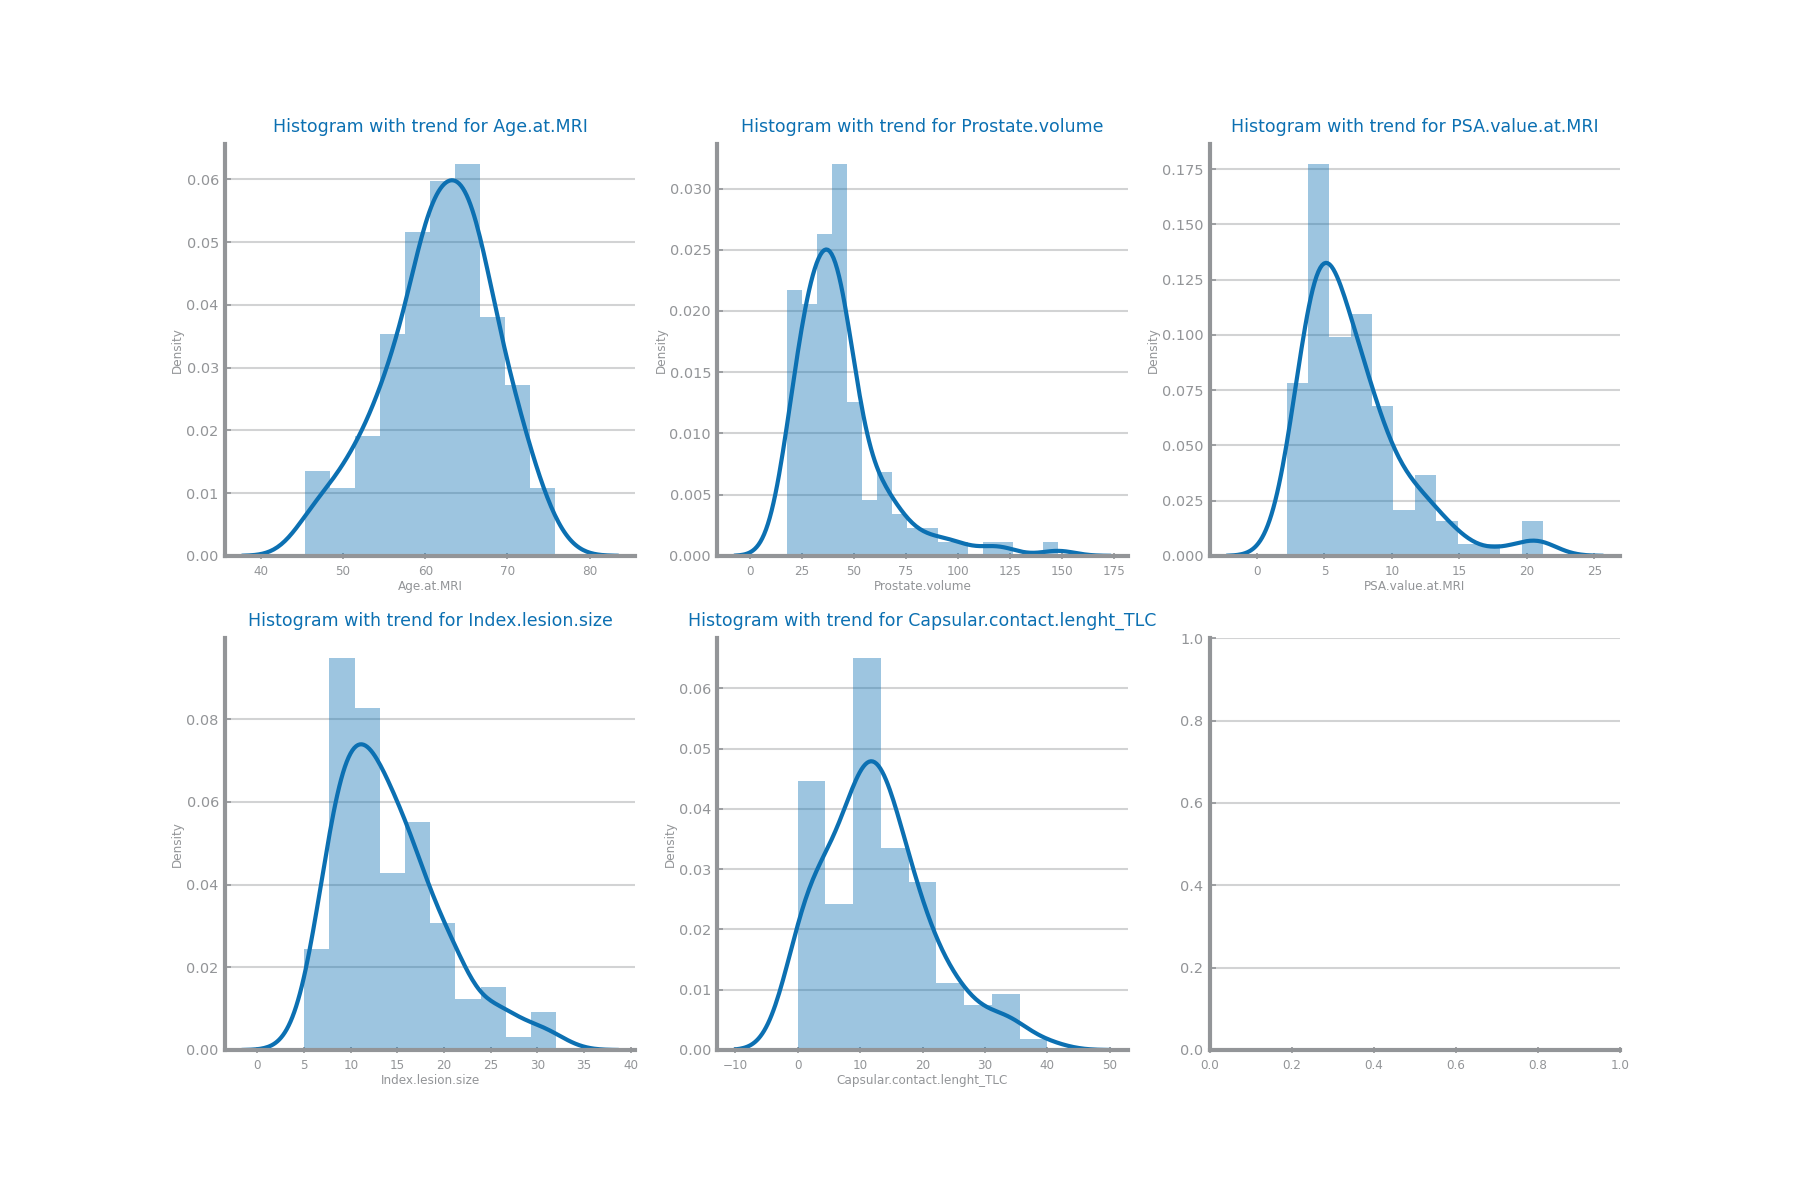 Histogram with trend for Age.at.MRI
0.06
0.05
0.04
0.03
0.02
0.01
0.00
Density
40 50 60 70 80
Age.at.MRI
Histogram with trend for Prostate.volume
0.030
0.025
0.020
0.015
0.010
0.005
0.000
Density
0 25 50 75 100 125 150 175
Prostate.volume
Histogram with trend for PSA.value.at.MRI
0.175
0.150
0.125
0.100
0.075
0.050
0.025
0.000
Density
0 5 10 15 20 25
PSA.value.at.MRI
Histogram with trend for Index.lesion.size
0.08
0.06
0.04
0.02
0.00
Density
0 5 10 15 20 25 30 35 40
Index.lesion.size
Histogram with trend for Capsular.contact.lenght_TLC
0.06
0.05
0.04
0.03
0.02
0.01
0.00
Density
−10 0 10 20 30 40 50
Capsular.contact.lenght_TLC
1.0
0.8
0.6
0.4
0.2
0.0
0.0 0.2 0.4 0.6 0.8 1.0